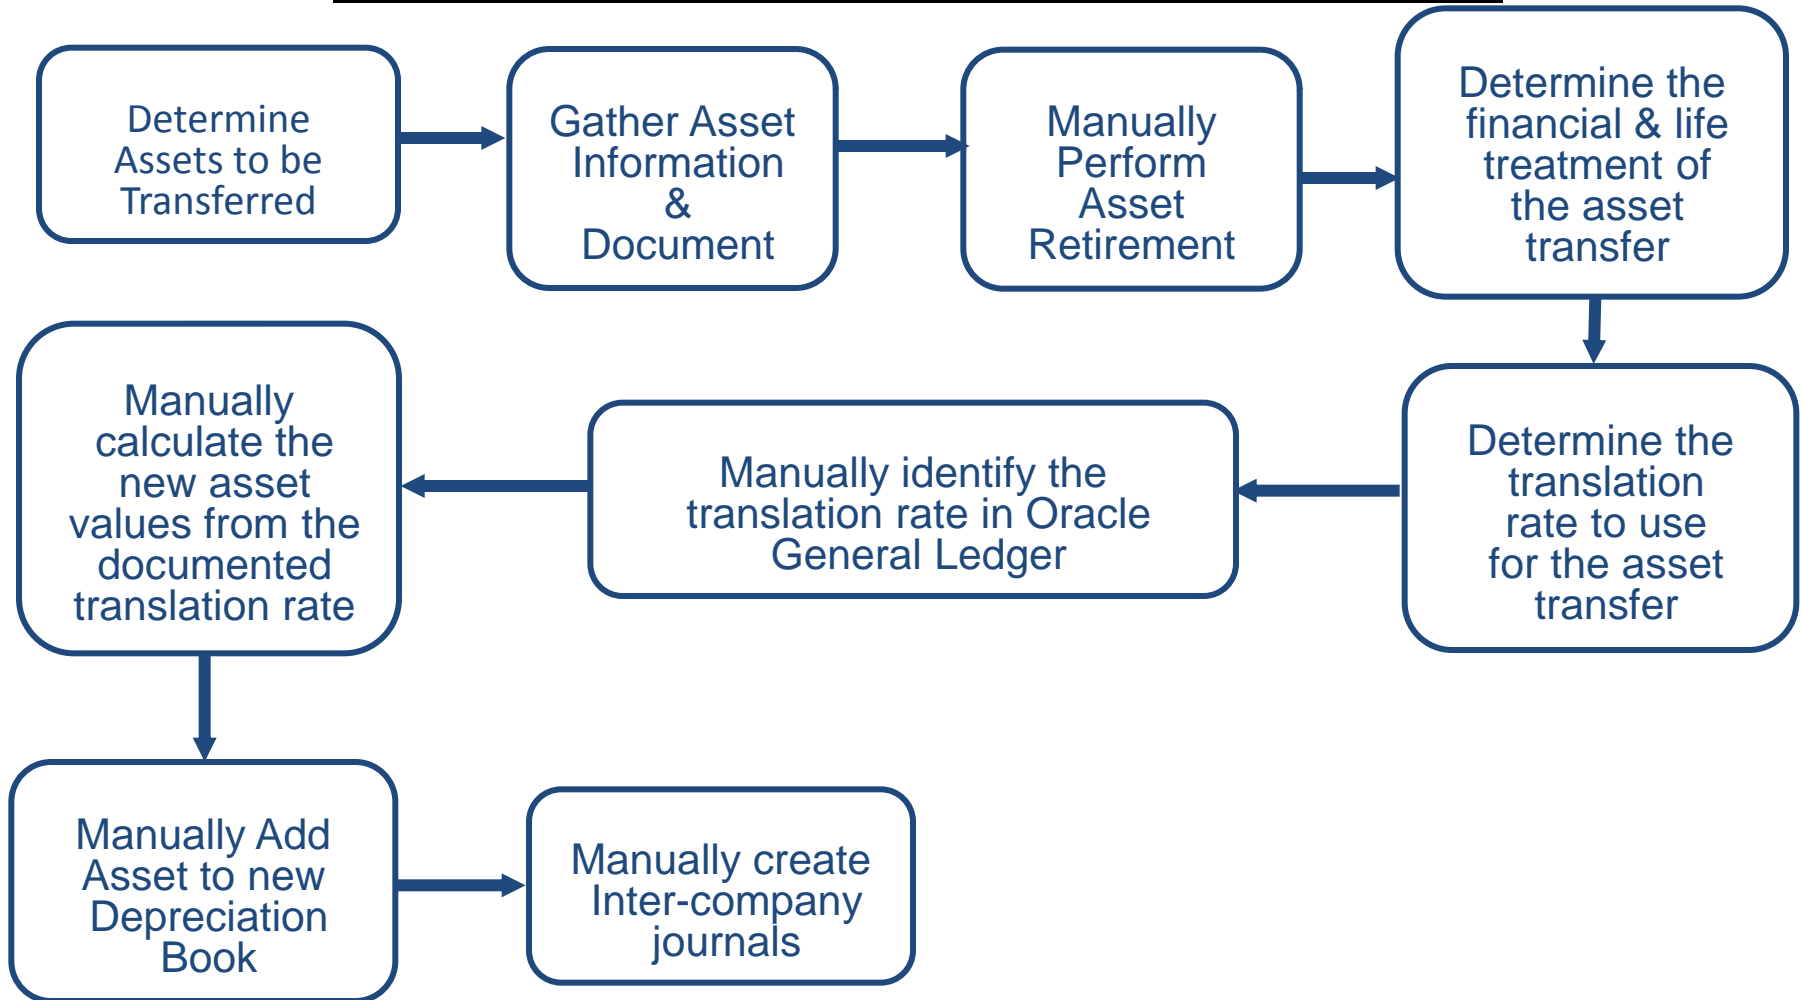 Determine
Assets to be
Transferred
Gather Asset
Information
&
Document
Manually
Perform
Asset
Retirement
Determine the
financial & life
treatment of
the asset
transfer
Determine the
translation
rate to use
for the asset
transfer
Manually identify the
translation rate in Oracle
General Ledger
Manually
calculate the
new asset
values from the
documented
translation rate
Manually Add
Asset to new
Depreciation
Book
Manually create
Inter-company
journals